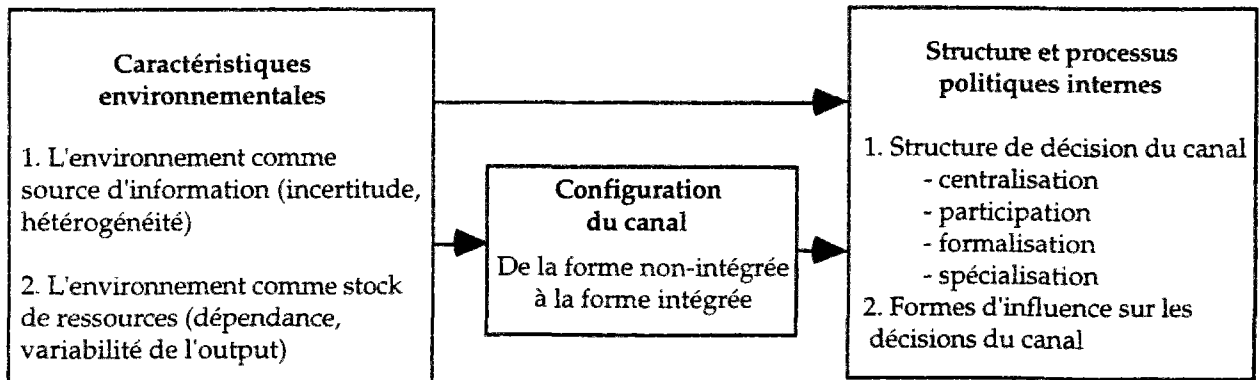 Caractéristiques
environnementales
1. L'environnement comme
source d'information (incertitude,
hétérogénéité)
2. L'environnement comme stock
de ressources (dépendance,
variabilité de l'output)
Configuration
du canal
De la forme non-intégrée
à la forme intégrée
Structure et processus
politiques internes
1. Structure de décision du canal
- centralisation
- participation
- formalisation
- spécialisation
2. Formes d'influence sur les
décisions du canal